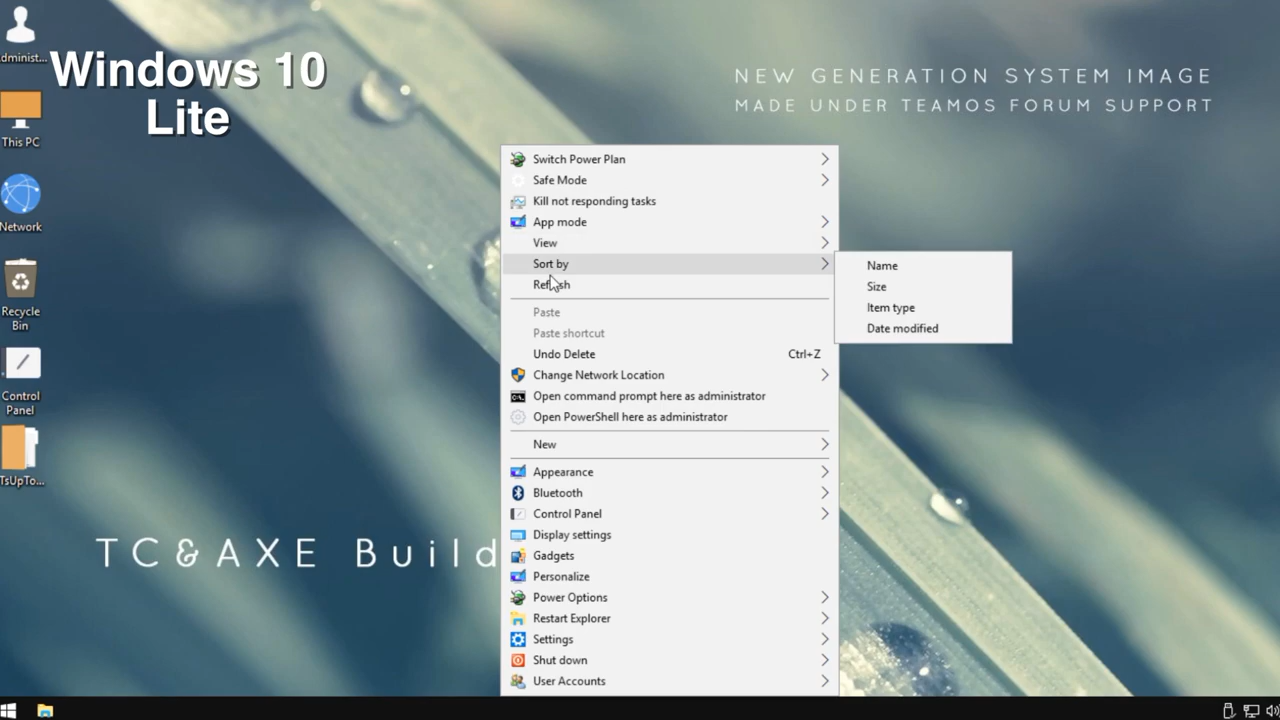 Administ...
Windows 10
Lite
NEW GENERATION SYSTEM IMAGE
MADE UNDER TEAMOS FORUM SUPPORT
This PC
Network
Recycle
Bin
Control
Panel
TsUpTo...
TC&AXE Build
Switch Power Plan
Safe Mode
Kill not responding tasks
App mode
View
Sort by
Refresh
Paste
Paste shortcut
Undo Delete Ctrl+Z
Change Network Location
Open command prompt here as administrator
Open PowerShell here as administrator
New
Appearance
Bluetooth
Control Panel
Display settings
Gadgets
Personalize
Power Options
Restart Explorer
Settings
Shut down
User Accounts
Name
Size
Item type
Date modified